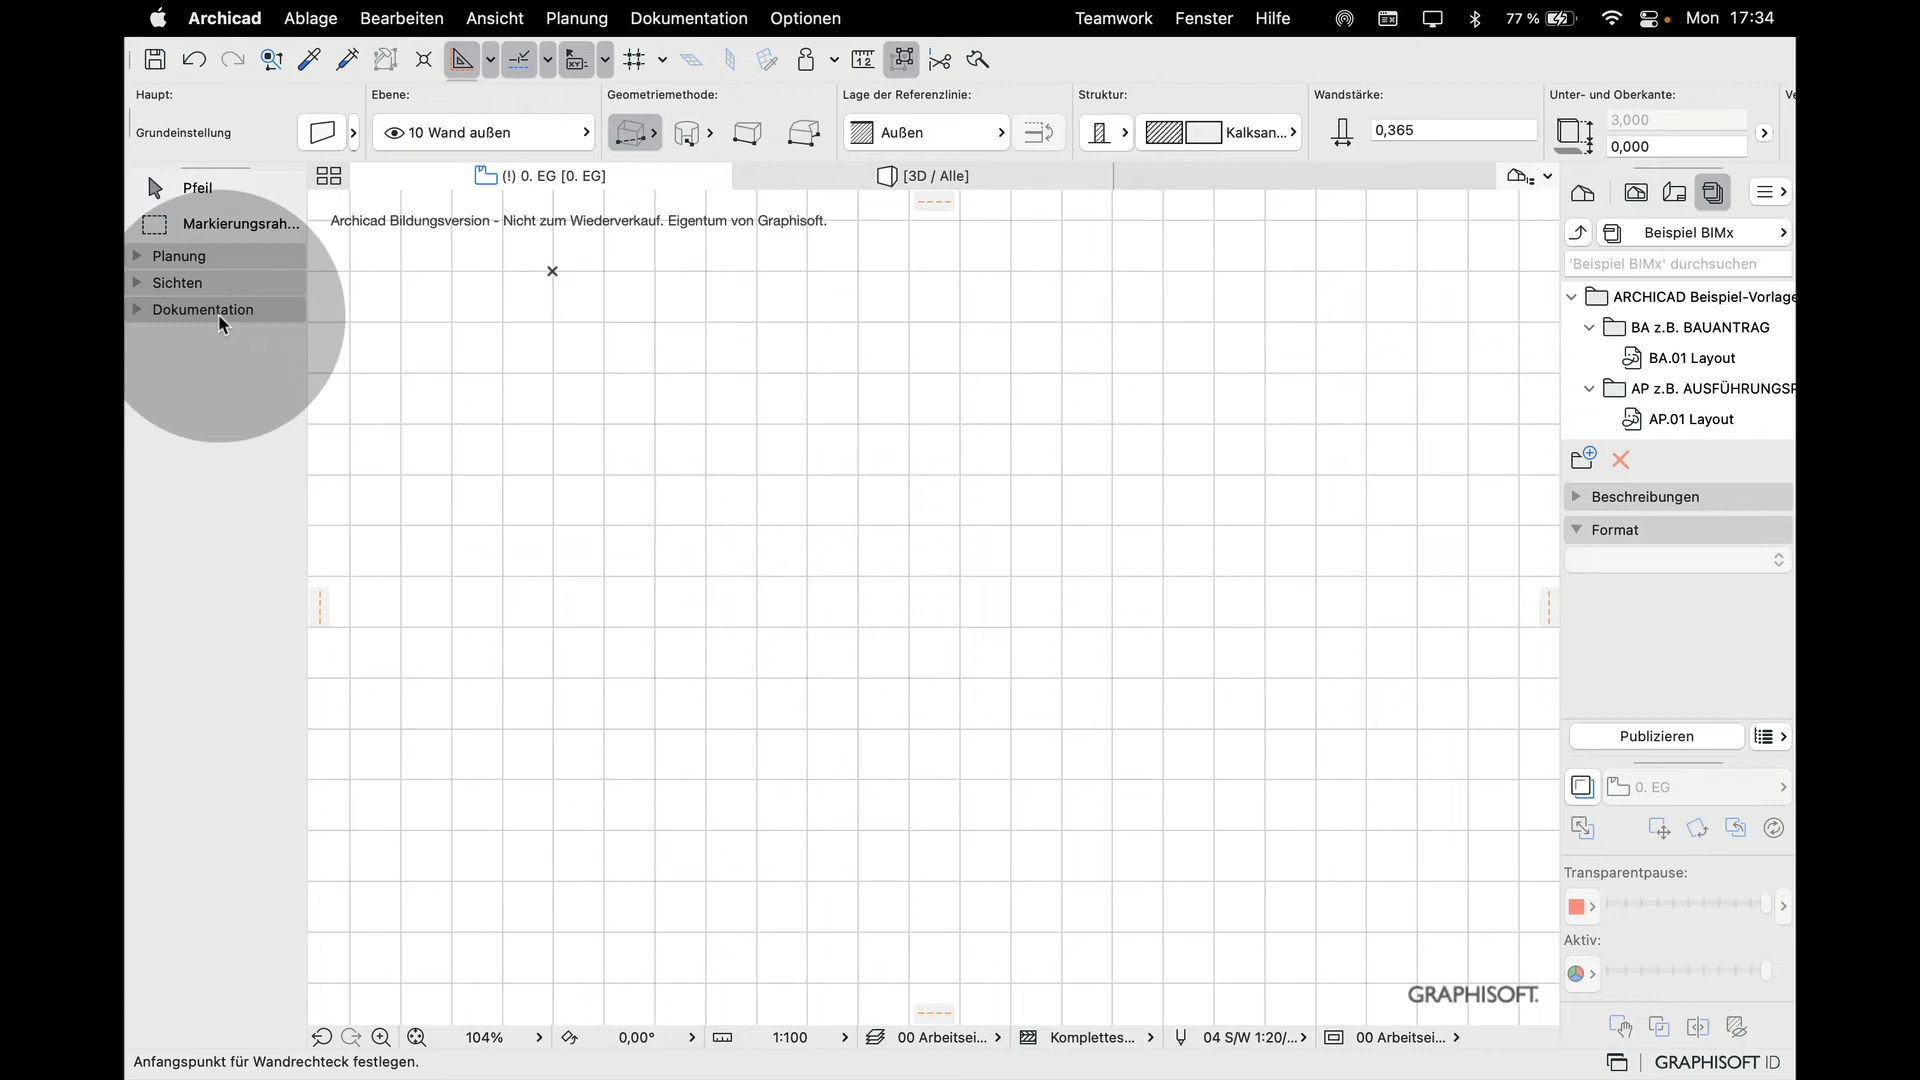 Archicad Ablage Bearbeiten Ansicht Planung Dokumentation Optionen Teamwork Fenster Hilfe 77 % Mon 17:34
12
Haupt: Ebene: Geometriemethode: Lage der Referenzlinie: Struktur: Wandstärke: Unter- und Oberkante:
Grundeinstellung 10 Wand außen Außen Kalksan... 0,365 3,000
0,000
Pfeil
Markierungsrah...
Planung
Sichten
Dokumentation
(!) 0. EG [0. EG] [3D / Alle]
Archicad Bildungsversion - Nicht zum Wiederverkauf. Eigentum von Graphisoft.
Beispiel BIMx
'Beispiel BIMx' durchsuchen
ARCHICAD Beispiel-Vorlage
BA z.B. BAUANTRAG
BA.01 Layout
AP z.B. AUSFÜHRUNGSP
AP.01 Layout
Beschreibungen
Format
Publizieren
0. EG
Transparentpause:
Aktiv:
GRAPHISOFT.
104% 0,00° 1:100 00 Arbeitsei... Komplettes... 04 S/W 1:20/... 00 Arbeitsei...
Anfangspunkt für Wandrechteck festlegen.
GRAPHISOFT ID